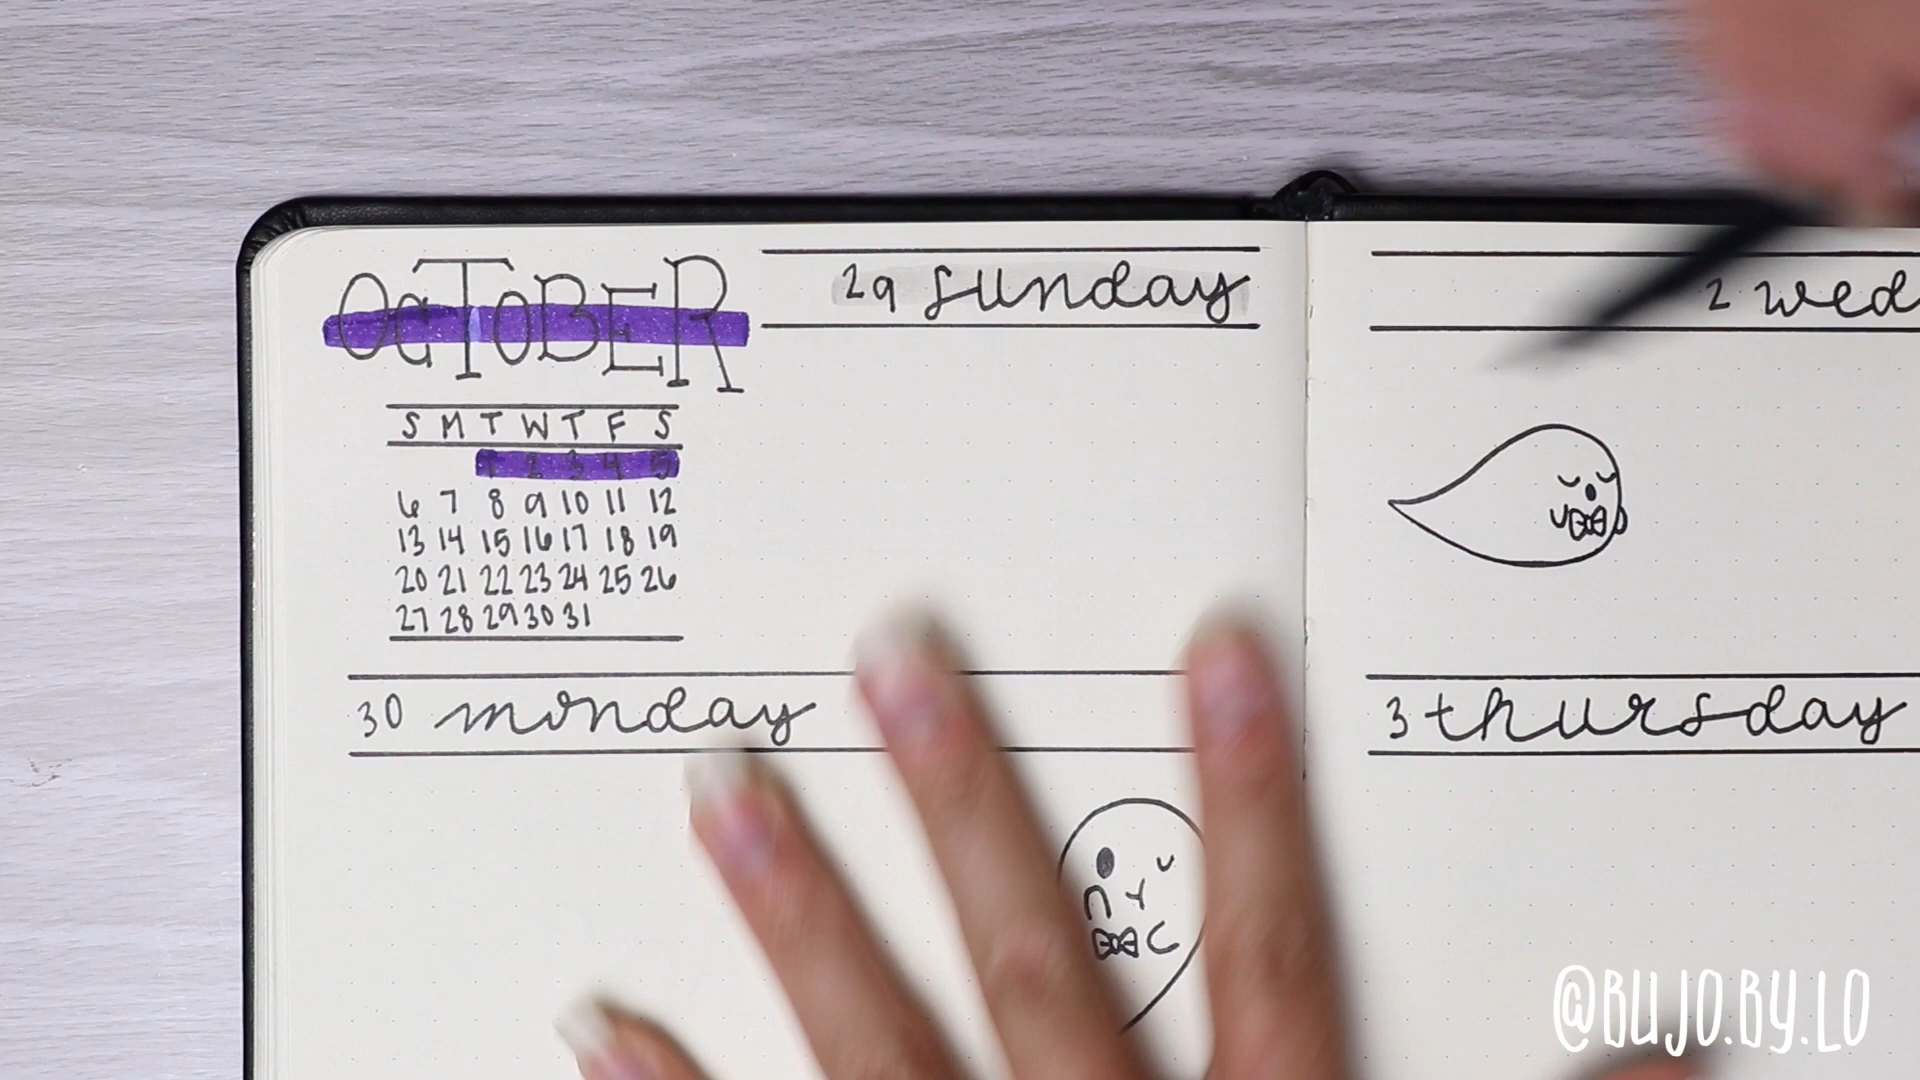 OCTOBER
S M T W T F S
1 2 3 4 5
6 7 8 9 10 11 12
13 14 15 16 17 18 19
20 21 22 23 24 25 26
27 28 29 30 31
29 sunday
30 monday
2 wed
3 thursday
@BUJO.BY.LO